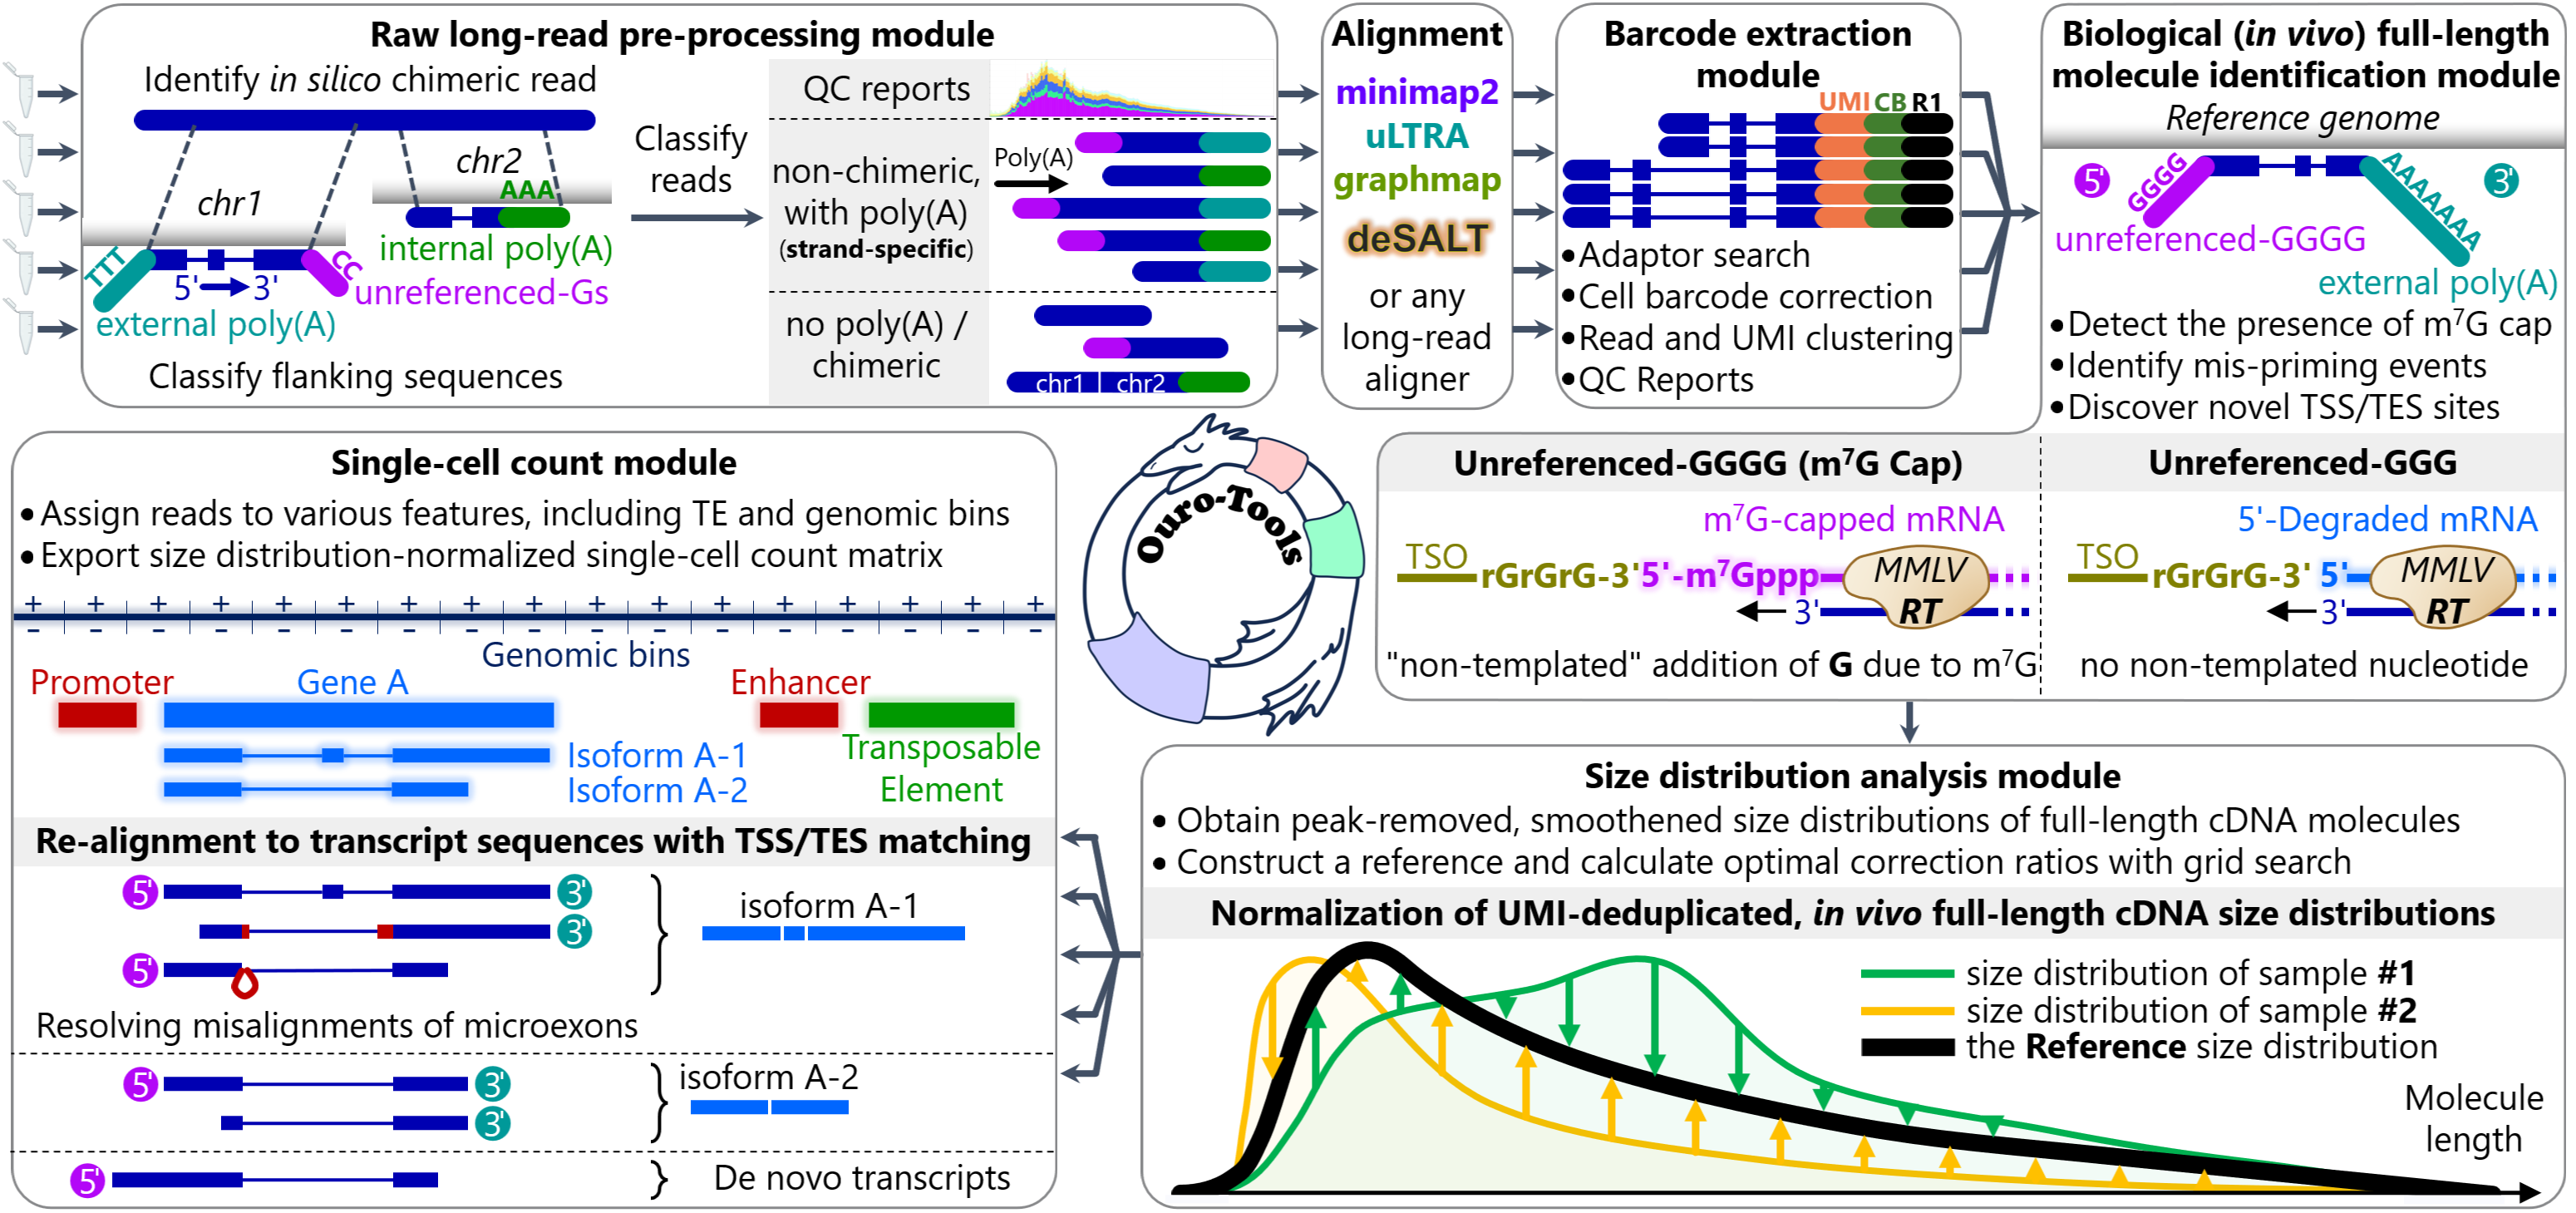 Raw long-read pre-processing module
Identify in silico chimeric read
chr1
chr2
AAA
internal poly(A)
TTT
CC
5' 3'
unreferenced-Gs
external poly(A)
Classify flanking sequences
Classify
reads
QC reports
non-chimeric,
with poly(A)
(strand-specific)
Poly(A)
no poly(A) /
chimeric
chr1 | chr2
Alignment
minimap2
uLTRA
graphmap
deSALT
or any
long-read
aligner
Barcode extraction
module
UMI CB R1
•Adaptor search
•Cell barcode correction
•Read and UMI clustering
•QC Reports
Biological (in vivo) full-length
molecule identification module
Reference genome
5'
GGGG
AAAAAAA
3'
unreferenced-GGGG
external poly(A)
•Detect the presence of m⁷G cap
•Identify mis-priming events
•Discover novel TSS/TES sites
Unreferenced-GGGG (m⁷G Cap)
m⁷G-capped mRNA
TSO
rGrGrG-3'5'-m⁷Gppp
MMLV
RT
3'
"non-templated" addition of G due to m⁷G
Unreferenced-GGG
5'-Degraded mRNA
TSO
rGrGrG-3' 5'
MMLV
RT
3'
no non-templated nucleotide
Ouro-Tools
Size distribution analysis module
• Obtain peak-removed, smoothened size distributions of full-length cDNA molecules
• Construct a reference and calculate optimal correction ratios with grid search
Normalization of UMI-deduplicated, in vivo full-length cDNA size distributions
size distribution of sample #1
size distribution of sample #2
the Reference size distribution
Molecule
length
Single-cell count module
• Assign reads to various features, including TE and genomic bins
• Export size distribution-normalized single-cell count matrix
+ + + + + + + + + + + + + + + + +
- - - - - - - - - - - - - - - - -
Genomic bins
Promoter
Gene A
Enhancer
Isoform A-1
Isoform A-2
Transposable
Element
Re-alignment to transcript sequences with TSS/TES matching
5' 3'
3'
5'
isoform A-1
Resolving misalignments of microexons
5' 3'
3'
isoform A-2
5'
De novo transcripts